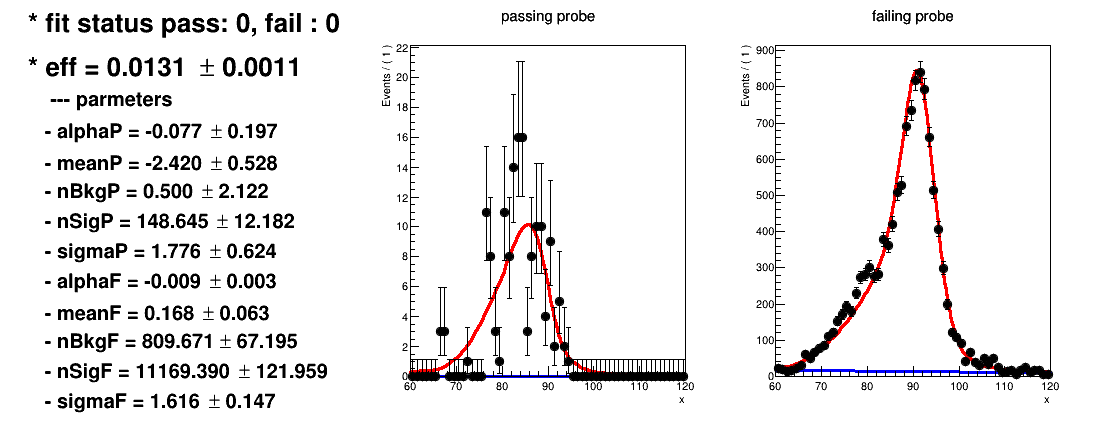 * fit status pass: 0, fail : 0
* eff = 0.0131 ± 0.0011
--- parmeters
- alphaP = -0.077 ± 0.197
- meanP = -2.420 ± 0.528
- nBkgP = 0.500 ± 2.122
- nSigP = 148.645 ± 12.182
- sigmaP = 1.776 ± 0.624
- alphaF = -0.009 ± 0.003
- meanF = 0.168 ± 0.063
- nBkgF = 809.671 ± 67.195
- nSigF = 11169.390 ± 121.959
- sigmaF = 1.616 ± 0.147
passing probe
Events / ( 1 )
22
20
18
16
14
12
10
8
6
4
2
0
60 70 80 90 100 110 120
x
failing probe
Events / ( 1 )
900
800
700
600
500
400
300
200
100
0
60 70 80 90 100 110 120
x